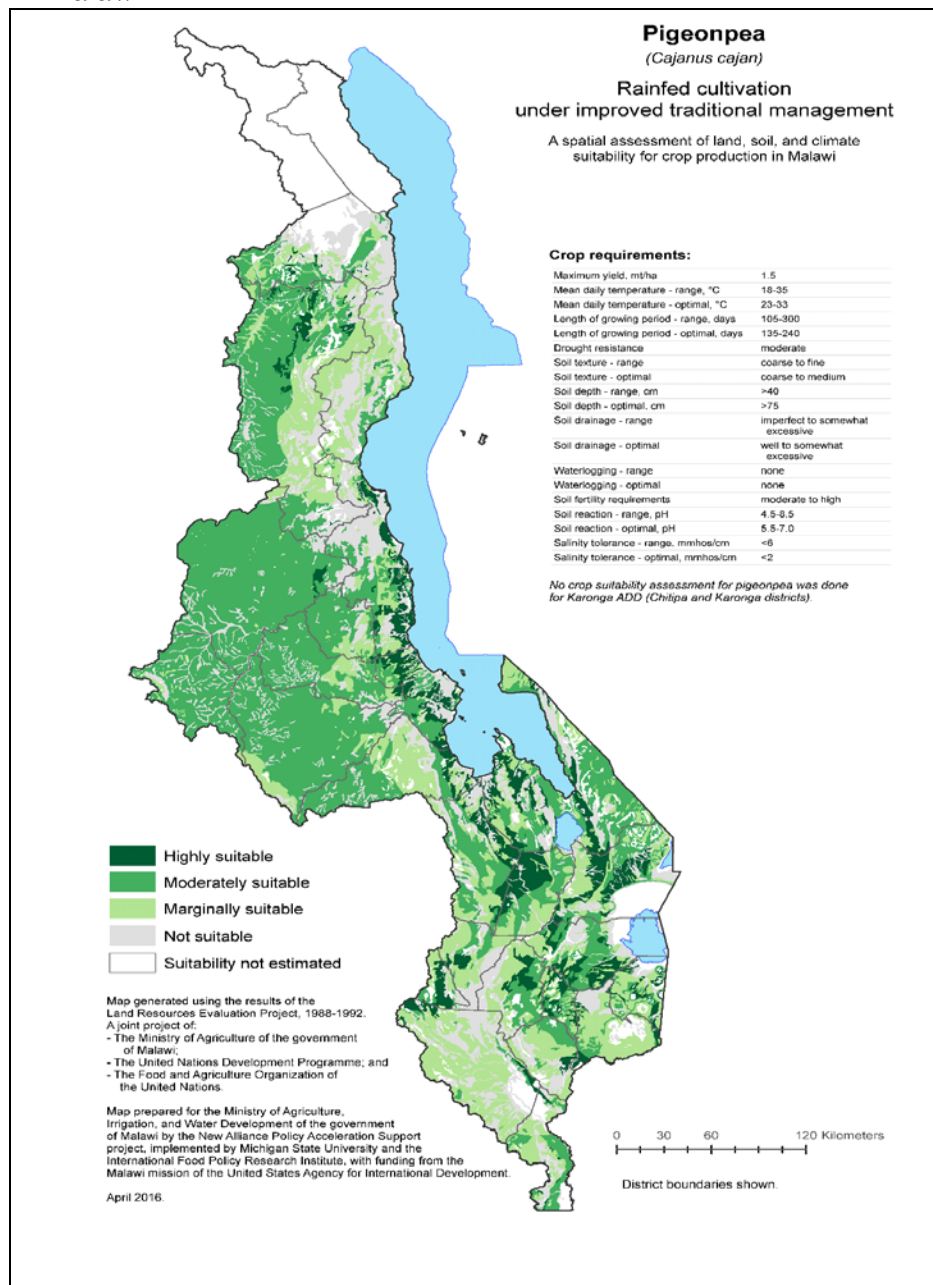 Pigeonpea
(Cajanus cajan)
Rainfed cultivation
under improved traditional management
A spatial assessment of land, soil, and climate
suitability for crop production in Malawi
Crop requirements:
Maximum yield, mt/ha 1.5
Mean daily temperature - range, °C 18-35
Mean daily temperature - optimal, °C 23-33
Length of growing period - range, days 105-300
Length of growing period - optimal, days 135-240
Drought resistance moderate
Soil texture - range coarse to fine
Soil texture - optimal coarse to medium
Soil depth - range, cm >40
Soil depth - optimal, cm >75
Soil drainage - range imperfect to somewhat
excessive
Soil drainage - optimal well to somewhat
excessive
Waterlogging - range none
Waterlogging - optimal none
Soil fertility requirements moderate to high
Soil reaction - range, pH 4.5-8.5
Soil reaction - optimal, pH 5.5-7.0
Salinity tolerance - range, mmhos/cm <6
Salinity tolerance - optimal, mmhos/cm <2
No crop suitability assessment for pigeonpea was done
for Karonga ADD (Chitipa and Karonga districts).
Highly suitable
Moderately suitable
Marginally suitable
Not suitable
Suitability not estimated
Map generated using the results of the
Land Resources Evaluation Project, 1988-1992.
A joint project of:
- The Ministry of Agriculture of the government
of Malawi;
- The United Nations Development Programme; and
- The Food and Agriculture Organization of
the United Nations.
Map prepared for the Ministry of Agriculture,
Irrigation, and Water Development of the government
of Malawi by the New Alliance Policy Acceleration Support
project, implemented by Michigan State University and the
International Food Policy Research Institute, with funding from the
Malawi mission of the United States Agency for International Development.
April 2016.
0 30 60 120 Kilometers
District boundaries shown.